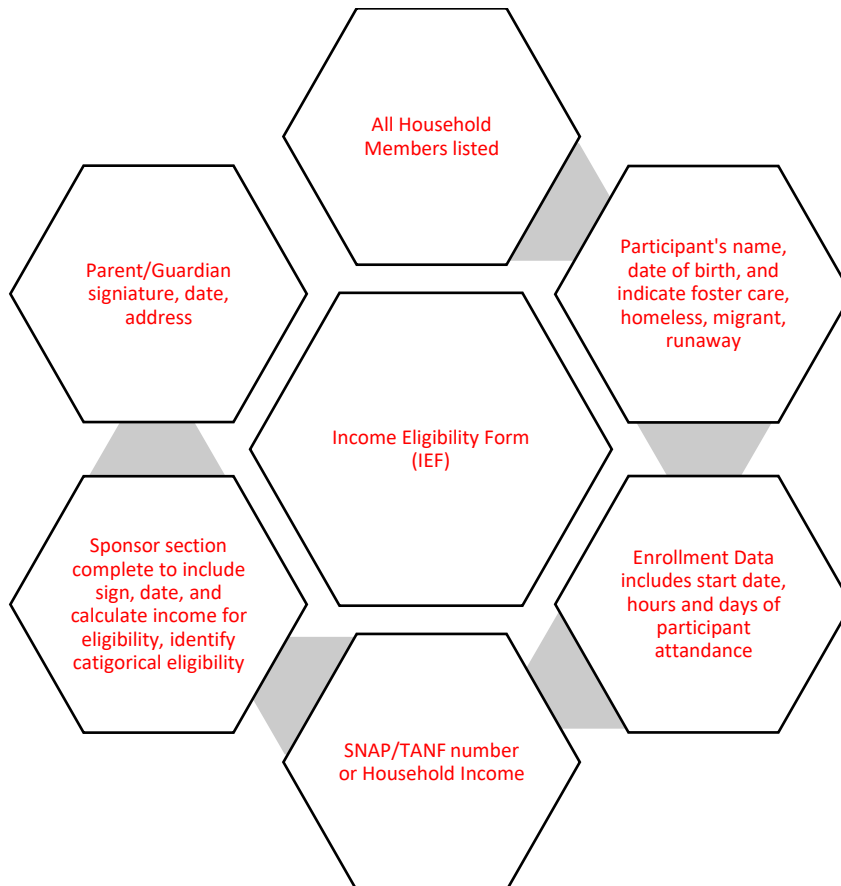 All Household
Members listed
Participant's name,
date of birth, and
indicate foster care,
homeless, migrant,
runaway
Enrollment Data
includes start date,
hours and days of
participant
attandance
SNAP/TANF number
or Household Income
Sponsor section
complete to include
sign, date, and
calculate income for
eligibility, identify
catigorical eligibility
Parent/Guardian
signiature, date,
address
Income Eligibility Form
(IEF)